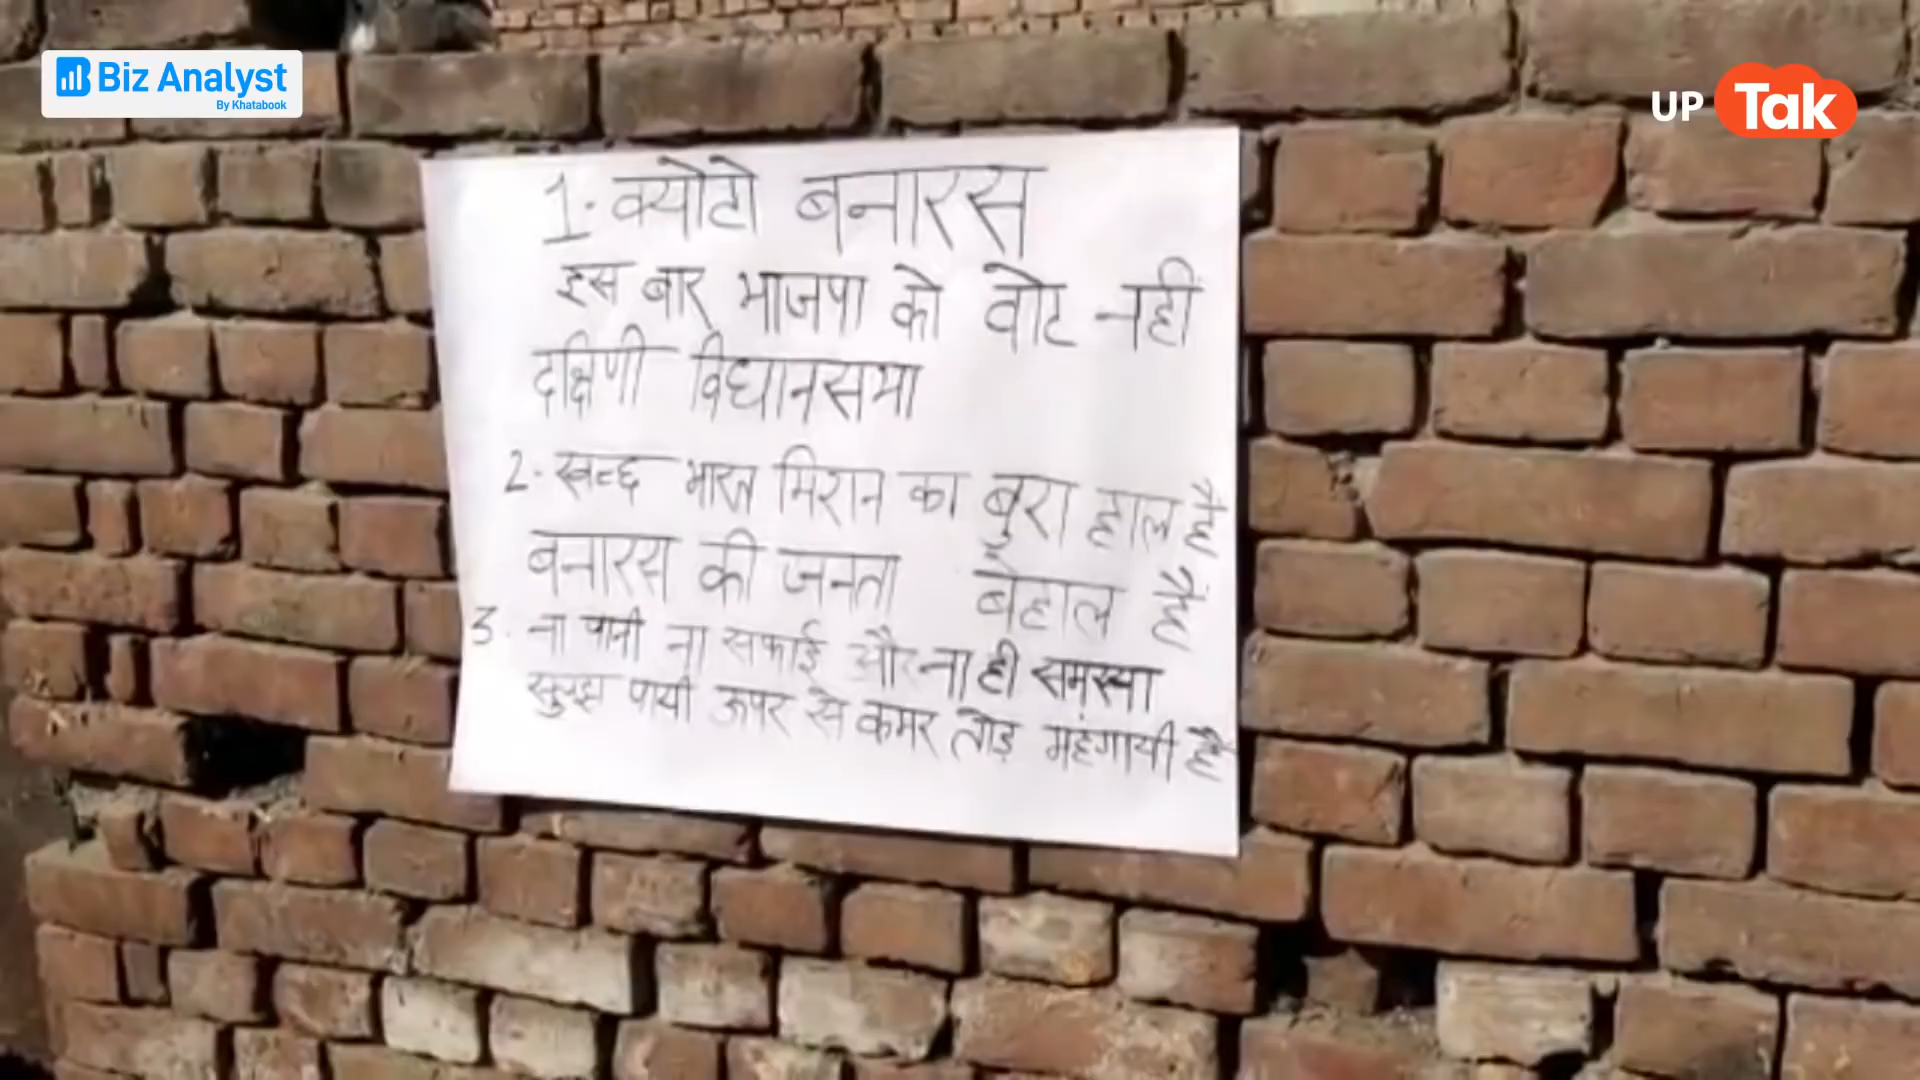 Biz Analyst
By Khatabook
UP Tak
1. क्योटो बनारस
इस बार भाजपा को वोट नही
दक्षिणी विधानसभा
2. स्वच्छ भारत मिशन का बुरा हाल है
बनारस की जनता बेहाल है
3. ना पानी ना सफाई और ना ही समस्या
सुलझ पायी ऊपर से कमर तोड़ महंगायी है